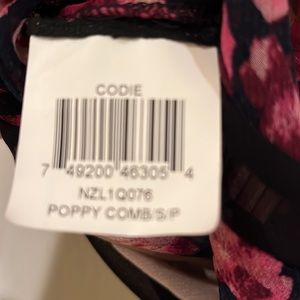 CODIE
7 49200 46305 4
NZL1Q076
POPPY COMB/S/P